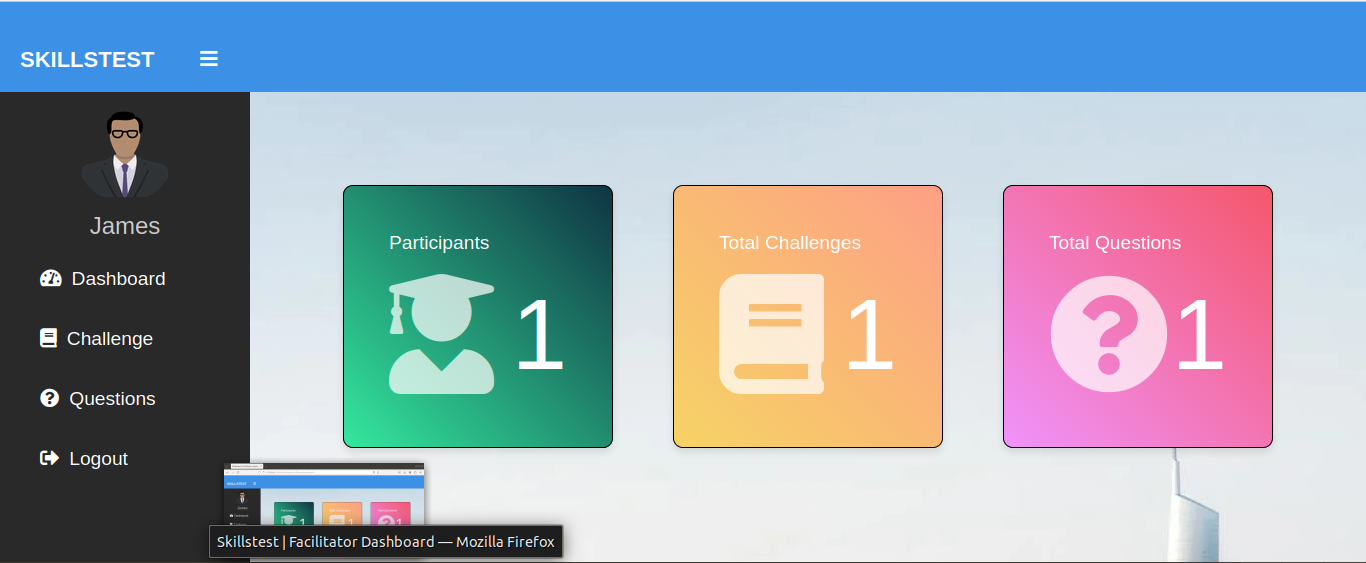 SKILLSTEST
James
Dashboard
Challenge
Questions
Logout
Participants
1
Total Challenges
1
Total Questions
1
Skillstest | Facilitator Dashboard — Mozilla Firefox